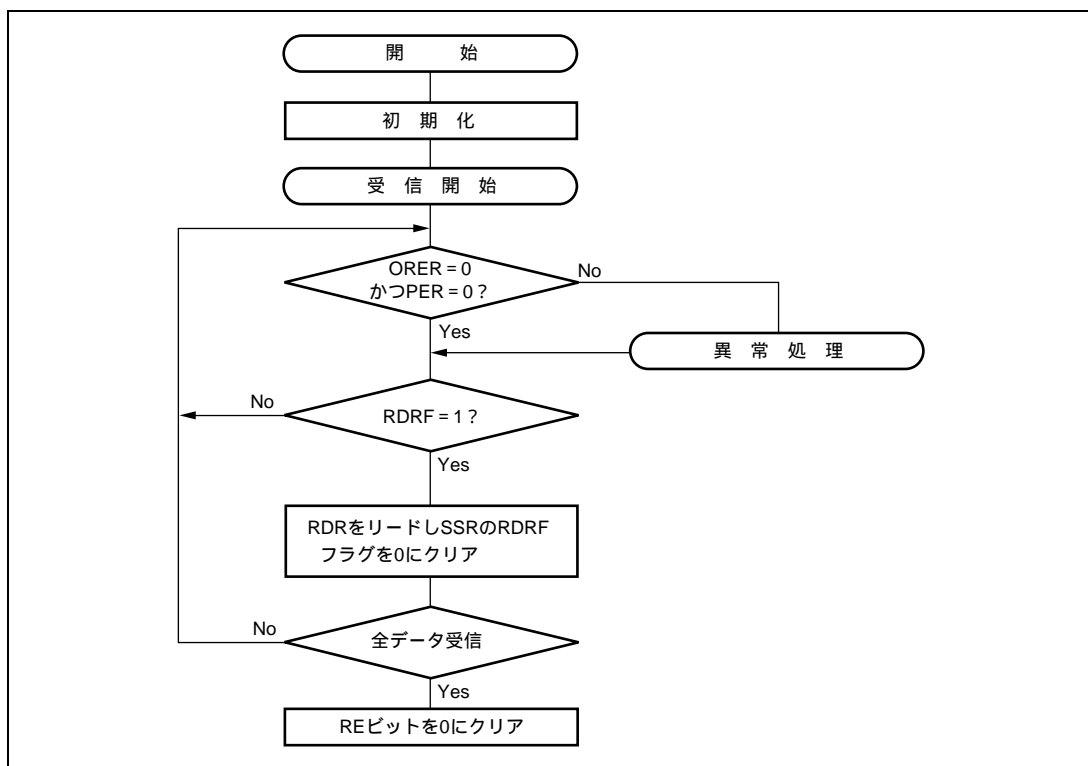 開 始
初 期 化
受 信 開 始
ORER = 0
かつPER = 0 ?
No
Yes
異 常 処 理
No
RDRF = 1 ?
Yes
RDRをリードしSSRのRDRF
フラグを0にクリア
No
全データ受信
Yes
REビットを0にクリア